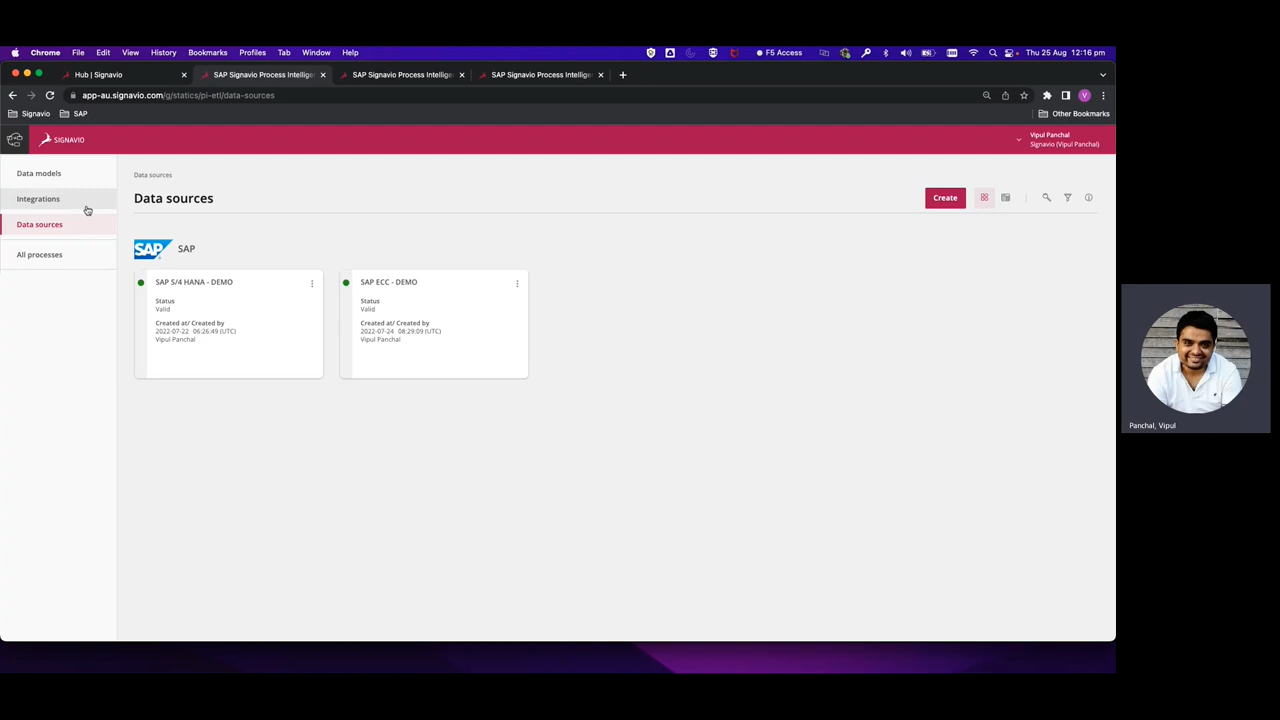 Chrome File Edit View History Bookmarks Profiles Tab Window Help F5 Access Thu 25 Aug 12:16 pm
Hub | Signavio SAP Signavio Process Intellige SAP Signavio Process Intellige SAP Signavio Process Intellige
app-au.signavio.com/g/statics/pi-etl/data-sources
Signavio SAP Other Bookmarks
SIGNAVIO
Vipul Panchal
Signavio (Vipul Panchal)
Data models
Integrations
Data sources
All processes
Data sources
Data sources
Create
SAP SAP
SAP S/4 HANA - DEMO
Status
Valid
Created at/ Created by
2022-07-22 06:26:49 (UTC)
Vipul Panchal
SAP ECC - DEMO
Status
Valid
Created at/ Created by
2022-07-24 08:29:09 (UTC)
Vipul Panchal
Panchal, Vipul